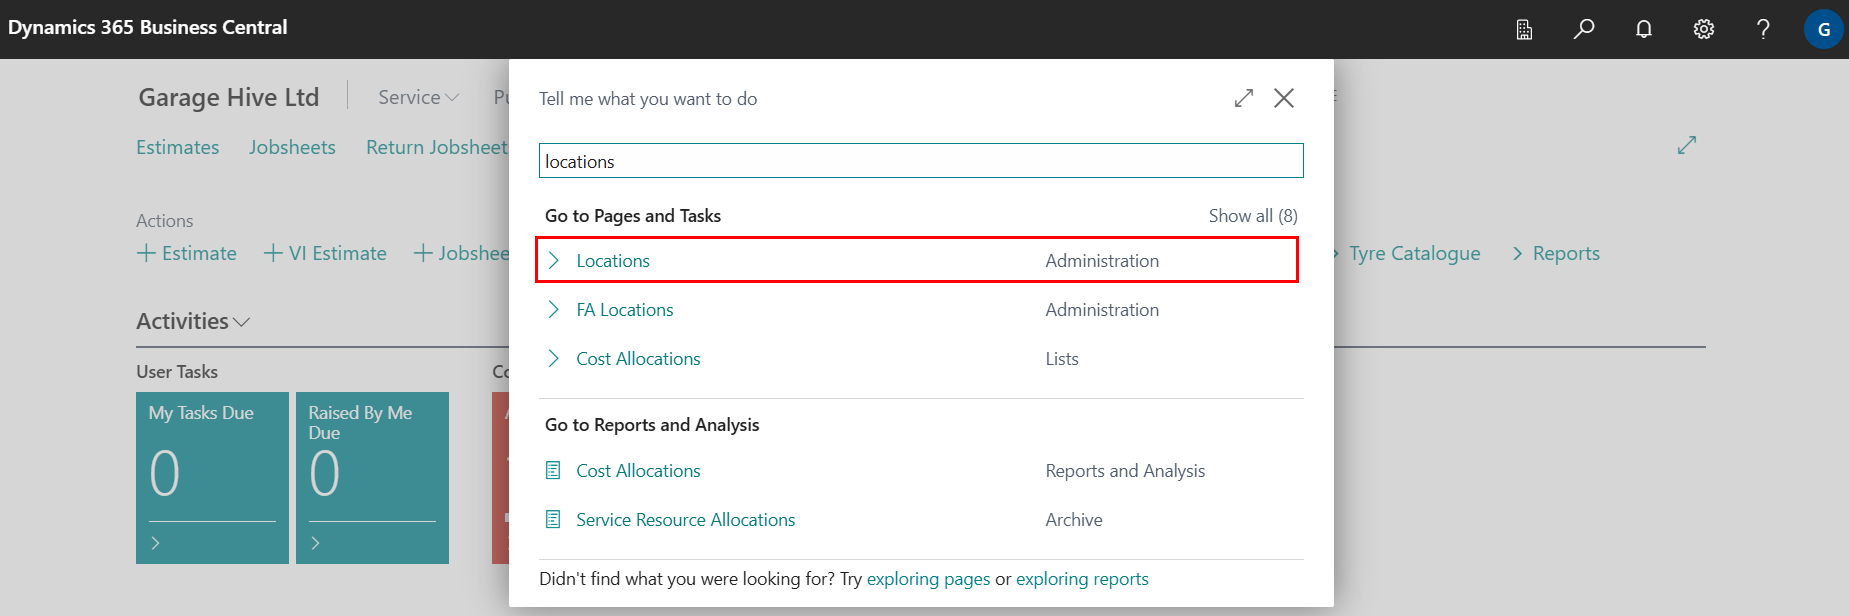 Dynamics 365 Business Central
G
Garage Hive Ltd
Service
Tell me what you want to do
Estimates
Jobsheets
Return Jobsheet
locations
Actions
Go to Pages and Tasks
Show all (8)
Estimate
VI Estimate
Jobshee
Locations
Administration
Tyre Catalogue
Reports
FA Locations
Administration
Activities
Cost Allocations
Lists
User Tasks
My Tasks Due
Raised By Me
Due
0
0
Go to Reports and Analysis
Cost Allocations
Reports and Analysis
Service Resource Allocations
Archive
Didn't find what you were looking for? Try exploring pages or exploring reports